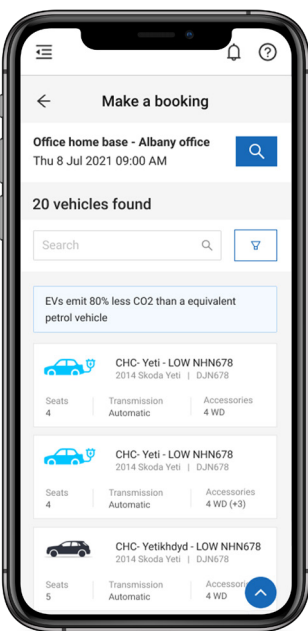 Make a booking
Office home base - Albany office
Thu 8 Jul 2021 09:00 AM
20 vehicles found
Search
EVs emit 80% less CO2 than a equivalent
petrol vehicle
CHC- Yeti - LOW NHN678
2014 Skoda Yeti | DJN678
Seats Transmission Accessories
4 Automatic 4 WD
CHC- Yeti - LOW NHN678
2014 Skoda Yeti | DJN678
Seats Transmission Accessories
4 Automatic 4 WD (+3)
CHC- Yetikhdyd - LOW NHN678
2014 Skoda Yeti | DJN678
Seats Transmission
5 Automatic 4 WD